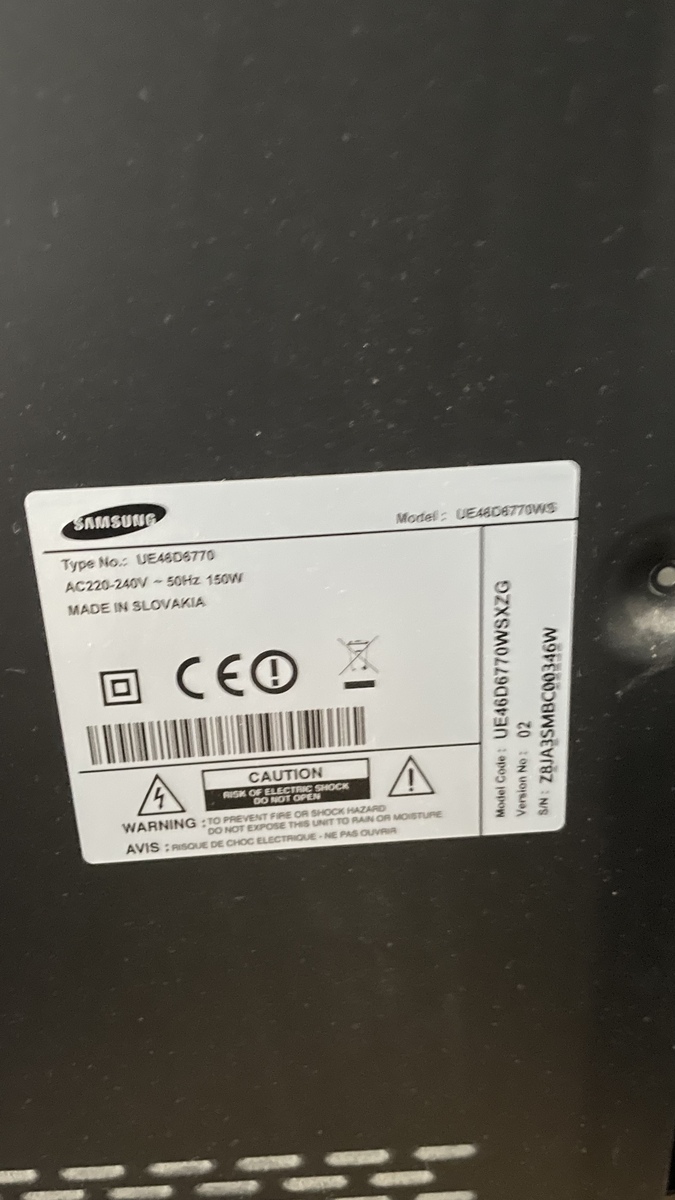 SAMSUNG
Model : UE46D6770WS
Type No.: UE46D6770
AC220-240V ~ 50Hz 150W
MADE IN SLOVAKIA
CE
CAUTION
RISK OF ELECTRIC SHOCK
DO NOT OPEN
WARNING : TO PREVENT FIRE OR SHOCK HAZARD
DO NOT EXPOSE THIS UNIT TO RAIN OR MOISTURE
AVIS : RISQUE DE CHOC ELECTRIQUE - NE PAS OUVRIR
Model Code : UE46D6770WSXZG
Version No : 02
S/N : Z8JA3SMBC00346W